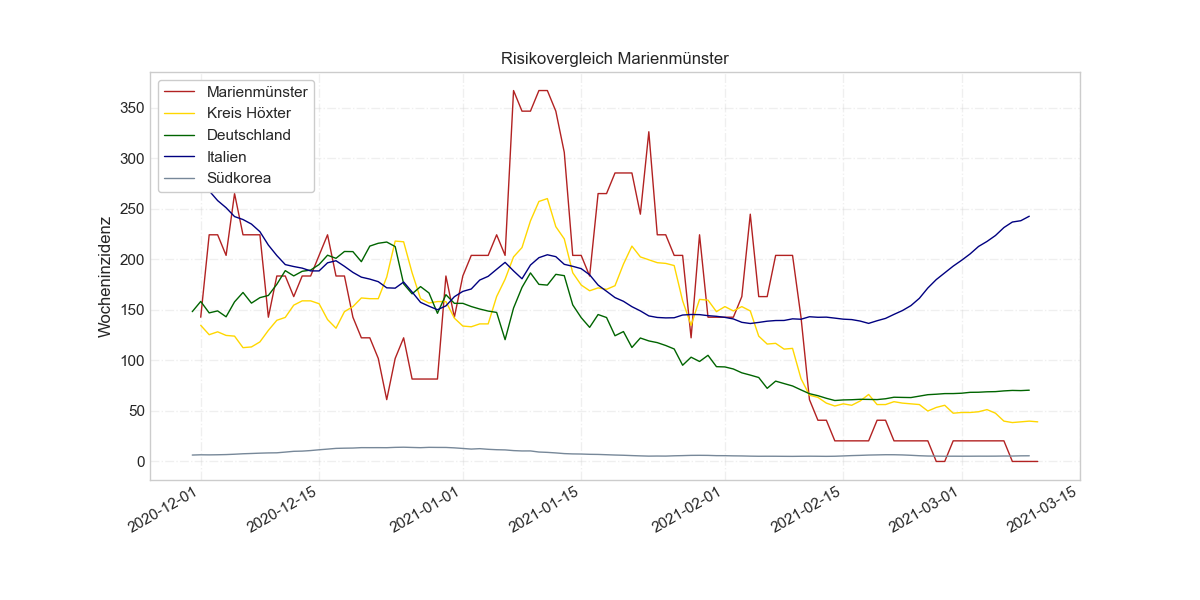 Risikovergleich Marienmünster
Marienmünster
Kreis Höxter
Deutschland
Italien
Südkorea
Wocheninzidenz
350
300
250
200
150
100
50
0
2020-12-01
2020-12-15
2021-01-01
2021-01-15
2021-02-01
2021-02-15
2021-03-01
2021-03-15